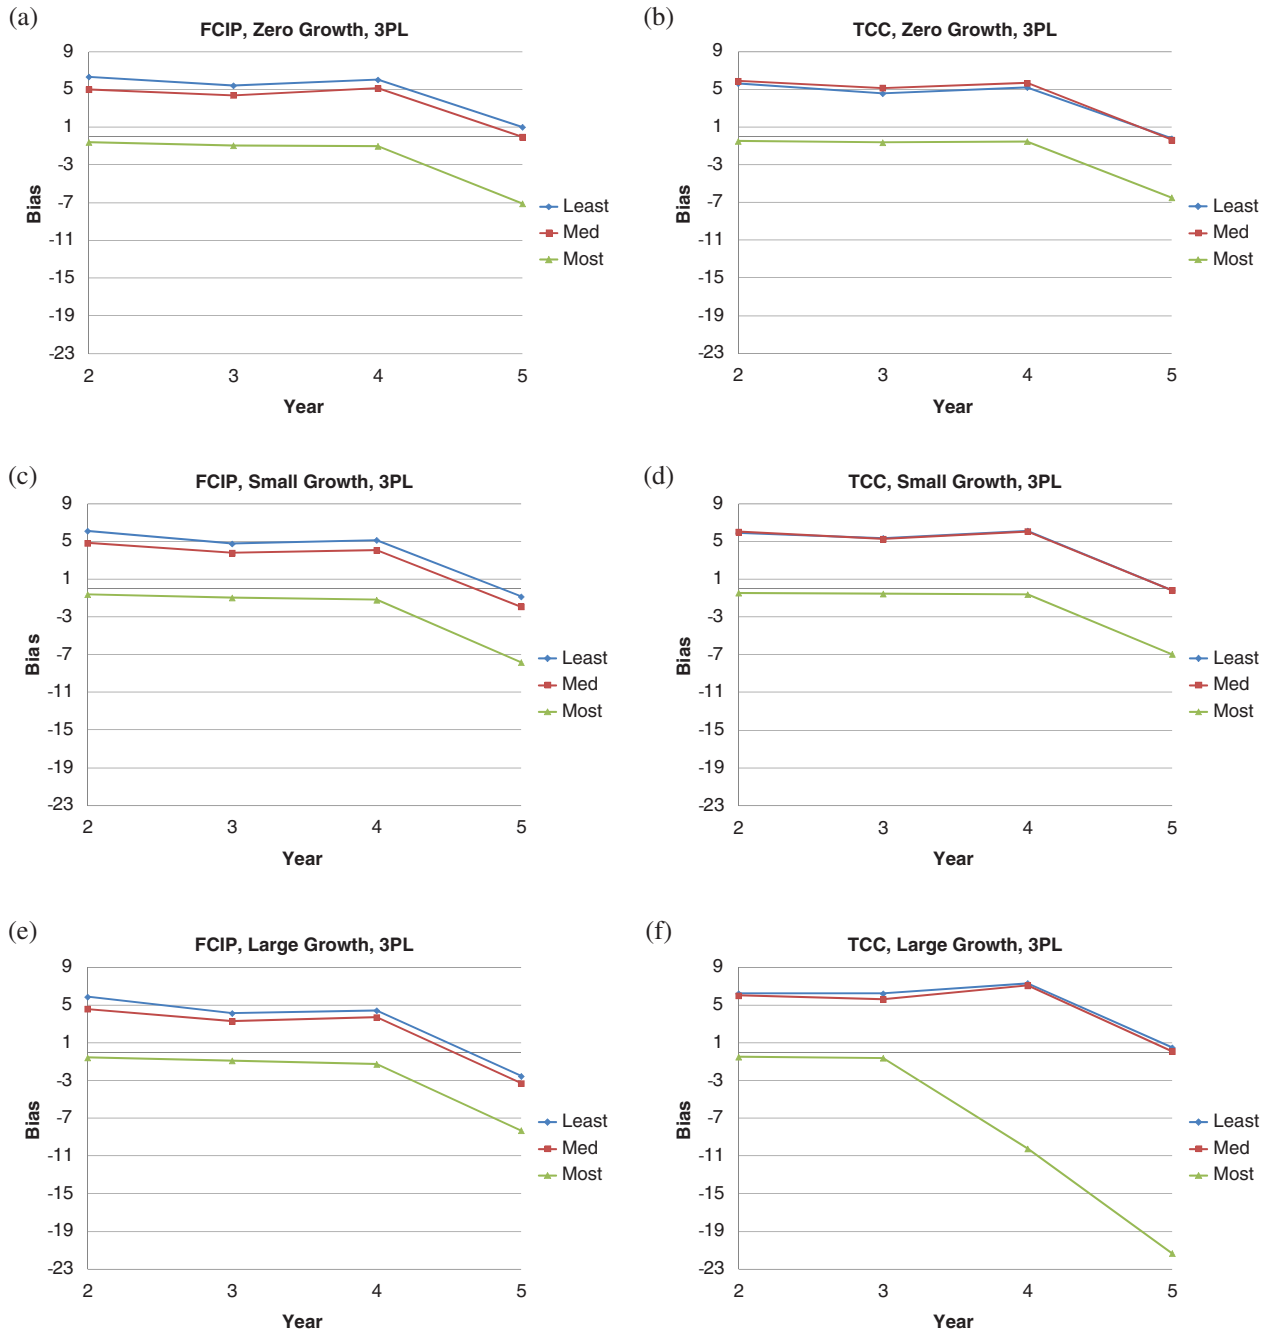 (a)
FCIP, Zero Growth, 3PL
9
5
1
-3
-7
-11
-15
-19
-23
Bias
2 3 4 5
Year
Least
Med
Most
(b)
TCC, Zero Growth, 3PL
9
5
1
-3
-7
-11
-15
-19
-23
Bias
2 3 4 5
Year
Least
Med
Most
(c)
FCIP, Small Growth, 3PL
9
5
1
-3
-7
-11
-15
-19
-23
Bias
2 3 4 5
Year
Least
Med
Most
(d)
TCC, Small Growth, 3PL
9
5
1
-3
-7
-11
-15
-19
-23
Bias
2 3 4 5
Year
Least
Med
Most
(e)
FCIP, Large Growth, 3PL
9
5
1
-3
-7
-11
-15
-19
-23
Bias
2 3 4 5
Year
Least
Med
Most
(f)
TCC, Large Growth, 3PL
9
5
1
-3
-7
-11
-15
-19
-23
Bias
2 3 4 5
Year
Least
Med
Most